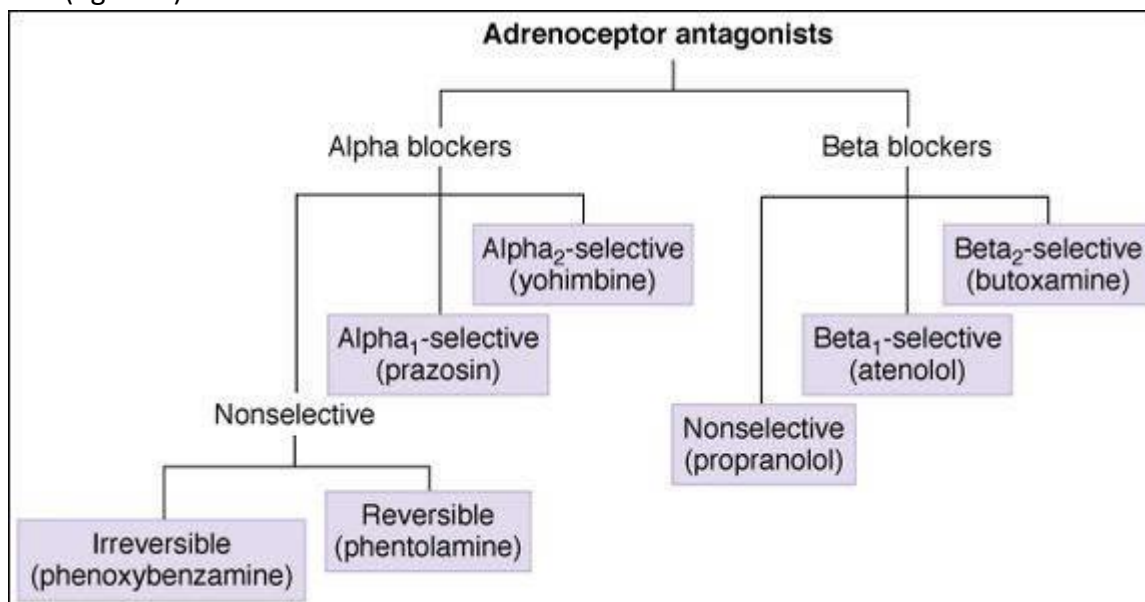 Adrenoceptor antagonists
Alpha blockers
Beta blockers
Alpha₂-selective
(yohimbine)
Beta₂-selective
(butoxamine)
Alpha₁-selective
(prazosin)
Beta₁-selective
(atenolol)
Nonselective
Nonselective
(propranolol)
Reversible
(phentolamine)
Irreversible
(phenoxybenzamine)